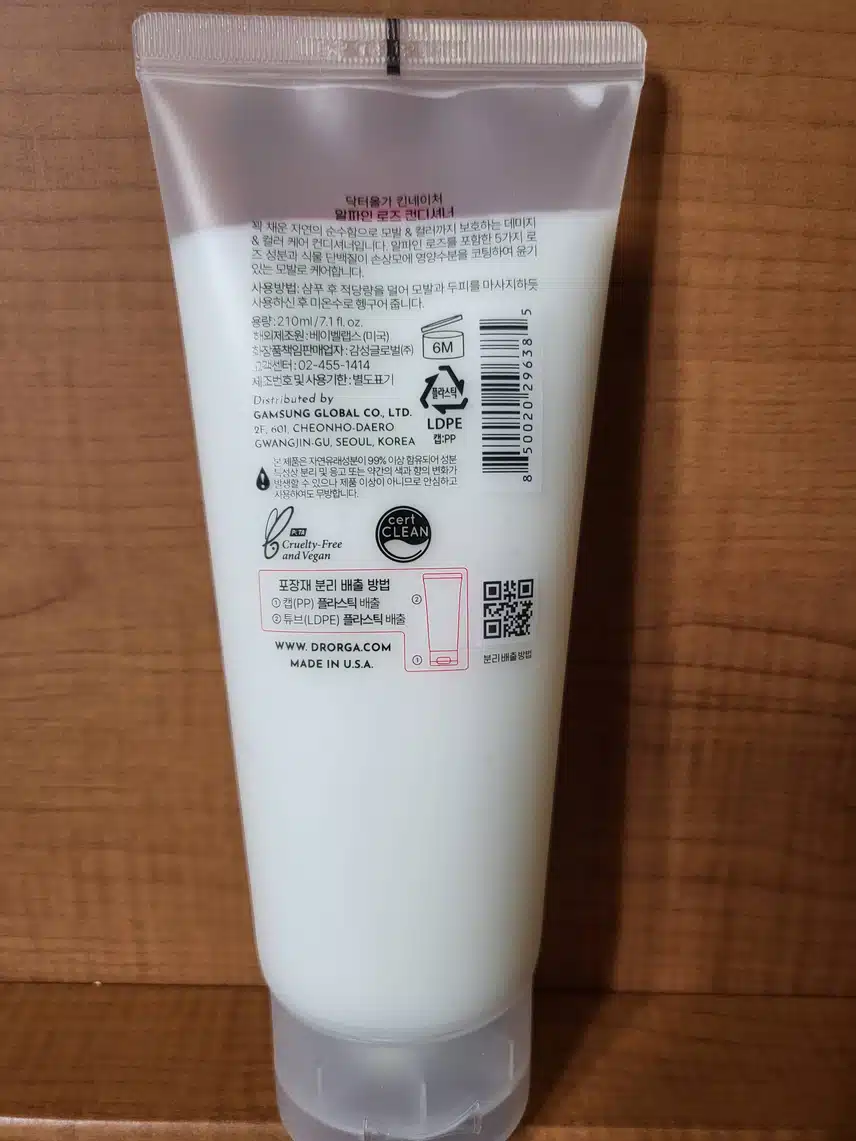 닥터올가 킨네이처
알파인 로즈 컨디셔너
꽉 채운 자연의 순수함으로 모발 & 컬러까지 보호하는 데미지
& 컬러 케어 컨디셔너입니다. 알파인 로즈를 포함한 5가지 로
즈 성분과 식물 단백질이 손상모에 영양수분을 코팅하여 윤기
있는 모발로 케어합니다.
사용방법: 샴푸 후 적당량을 덜어 모발과 두피를 마사지하듯
사용하신 후 미온수로 헹구어 줍니다.
용량: 210ml/7.1 fl. oz.
해외제조원: 베이벨랩스 (미국)
화장품책임판매업자: 감성글로벌(주)
고객센터: 02-455-1414
제조번호 및 사용기한: 별도표기
6M
플라스틱
LDPE
캡:PP
8 50020 29638 5
Distributed by
GAMSUNG GLOBAL CO., LTD.
2F, 601, CHEONHO-DAERO
GWANGJIN-GU, SEOUL, KOREA
본 제품은 자연유래성분이 99% 이상 함유되어 성분
특성상 분리 및 응고 또는 약간의 색과 향의 변화가
발생할 수 있으나 제품 이상이 아니므로 안심하고
사용하여도 무방합니다.
PETA
Cruelty-Free
and Vegan
cert
CLEAN
포장재 분리 배출 방법
① 캡(PP) 플라스틱 배출
② 튜브(LDPE) 플라스틱 배출
②
①
분리 배출 방법
WWW. DRORGA.COM
MADE IN U.S.A.